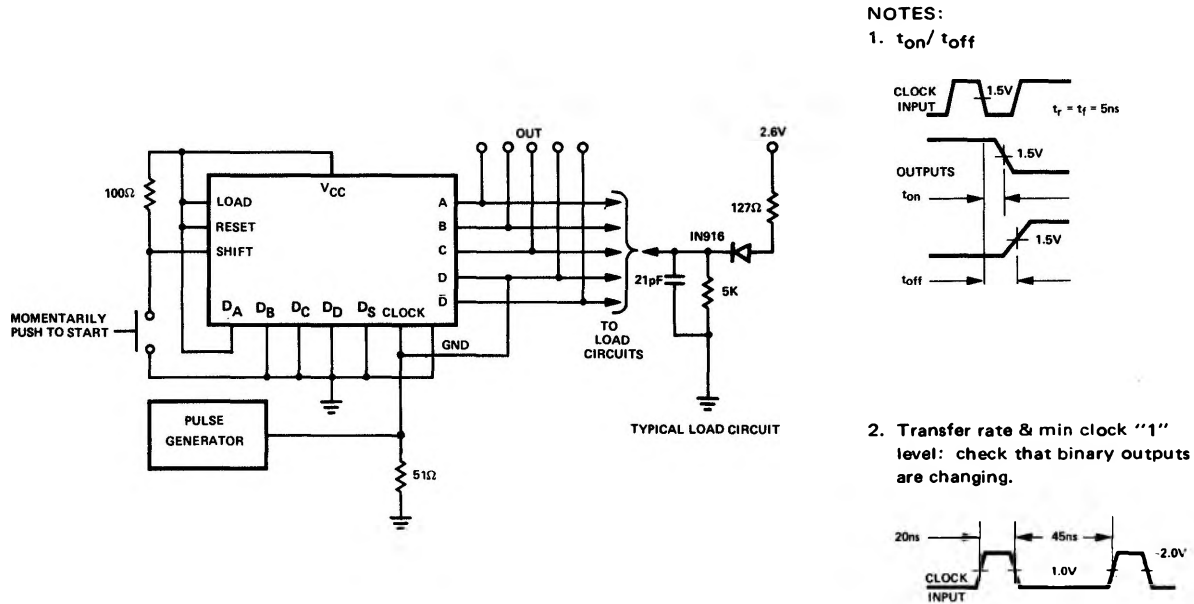 NOTES:
1. ton/ toff
CLOCK
INPUT
1.5V
tr = tf = 5ns
OUTPUTS
1.5V
ton
1.5V
toff
OUT
2.6V
100Ω
VCC
LOAD
RESET
SHIFT
A
B
C
D
D̄
127Ω
IN916
21pF
5K
DA DB DC DD DS CLOCK
GND
MOMENTARILY
PUSH TO START
TO
LOAD
CIRCUITS
PULSE
GENERATOR
51Ω
TYPICAL LOAD CIRCUIT
2. Transfer rate & min clock "1"
level: check that binary outputs
are changing.
20ns
45ns
2.0V
1.0V
CLOCK
INPUT